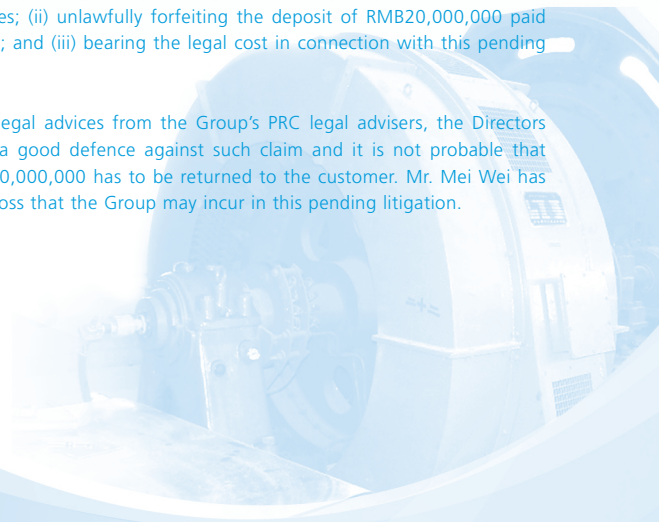 es; (ii) unlawfully forfeiting the deposit of RMB20,000,000 paid
; and (iii) bearing the legal cost in connection with this pending
egal advices from the Group's PRC legal advisers, the Directors
a good defence against such claim and it is not probable that
0,000,000 has to be returned to the customer. Mr. Mei Wei has
oss that the Group may incur in this pending litigation.